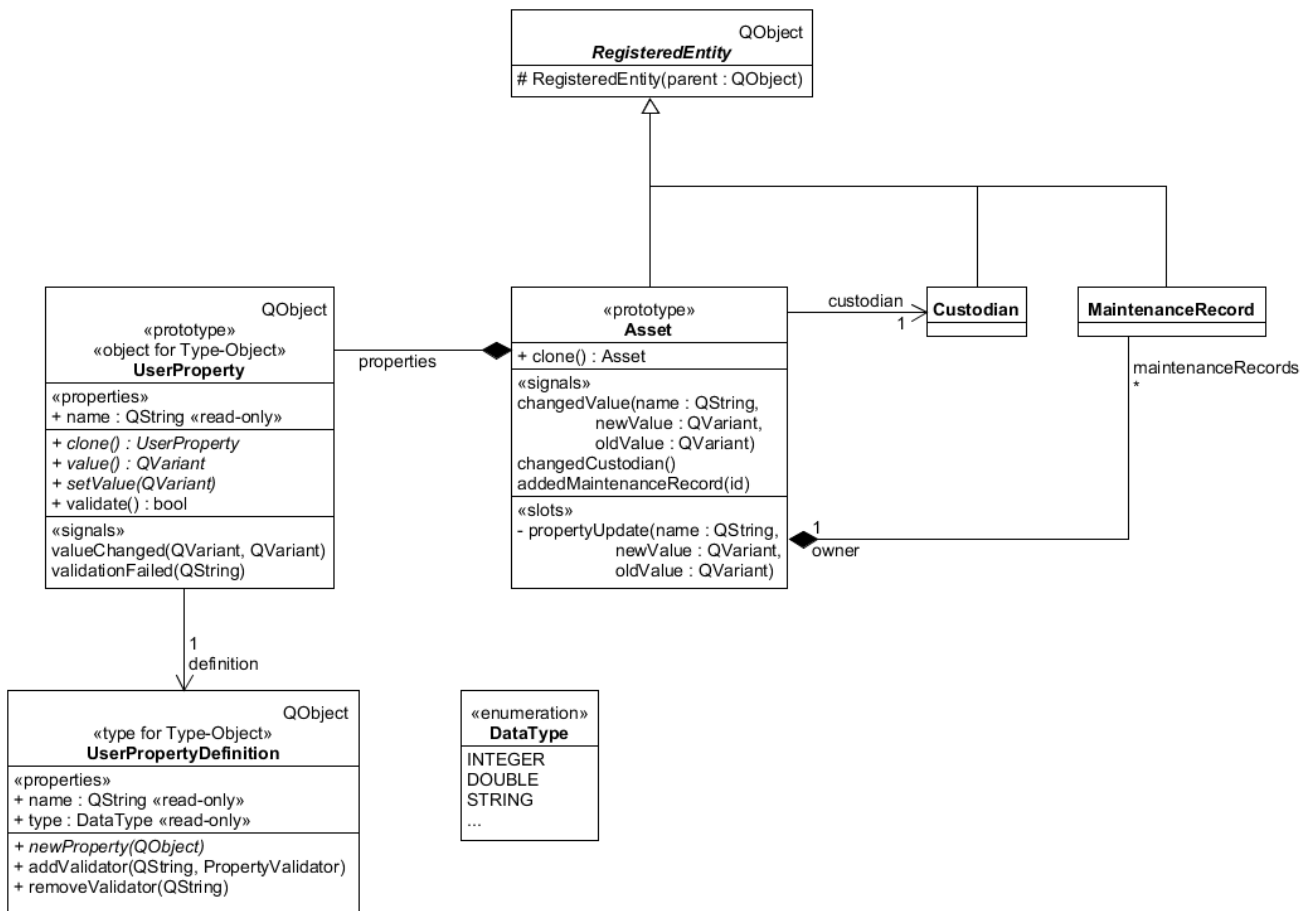 QObject
RegisteredEntity
# RegisteredEntity(parent : QObject)
QObject
«prototype»
«object for Type-Object»
UserProperty
«properties»
+ name : QString «read-only»
+ clone() : UserProperty
+ value() : QVariant
+ setValue(QVariant)
+ validate() : bool
«signals»
valueChanged(QVariant, QVariant)
validationFailed(QString)
properties
«prototype»
Asset
+ clone() : Asset
«signals»
changedValue(name : QString,
newValue : QVariant,
oldValue : QVariant)
changedCustodian()
addedMaintenanceRecord(id)
«slots»
- propertyUpdate(name : QString,
newValue : QVariant,
oldValue : QVariant)
custodian
1
Custodian
MaintenanceRecord
maintenanceRecords
*
1
owner
1
definition
QObject
«type for Type-Object»
UserPropertyDefinition
«properties»
+ name : QString «read-only»
+ type : DataType «read-only»
+ newProperty(QObject)
+ addValidator(QString, PropertyValidator)
+ removeValidator(QString)
«enumeration»
DataType
INTEGER
DOUBLE
STRING
...